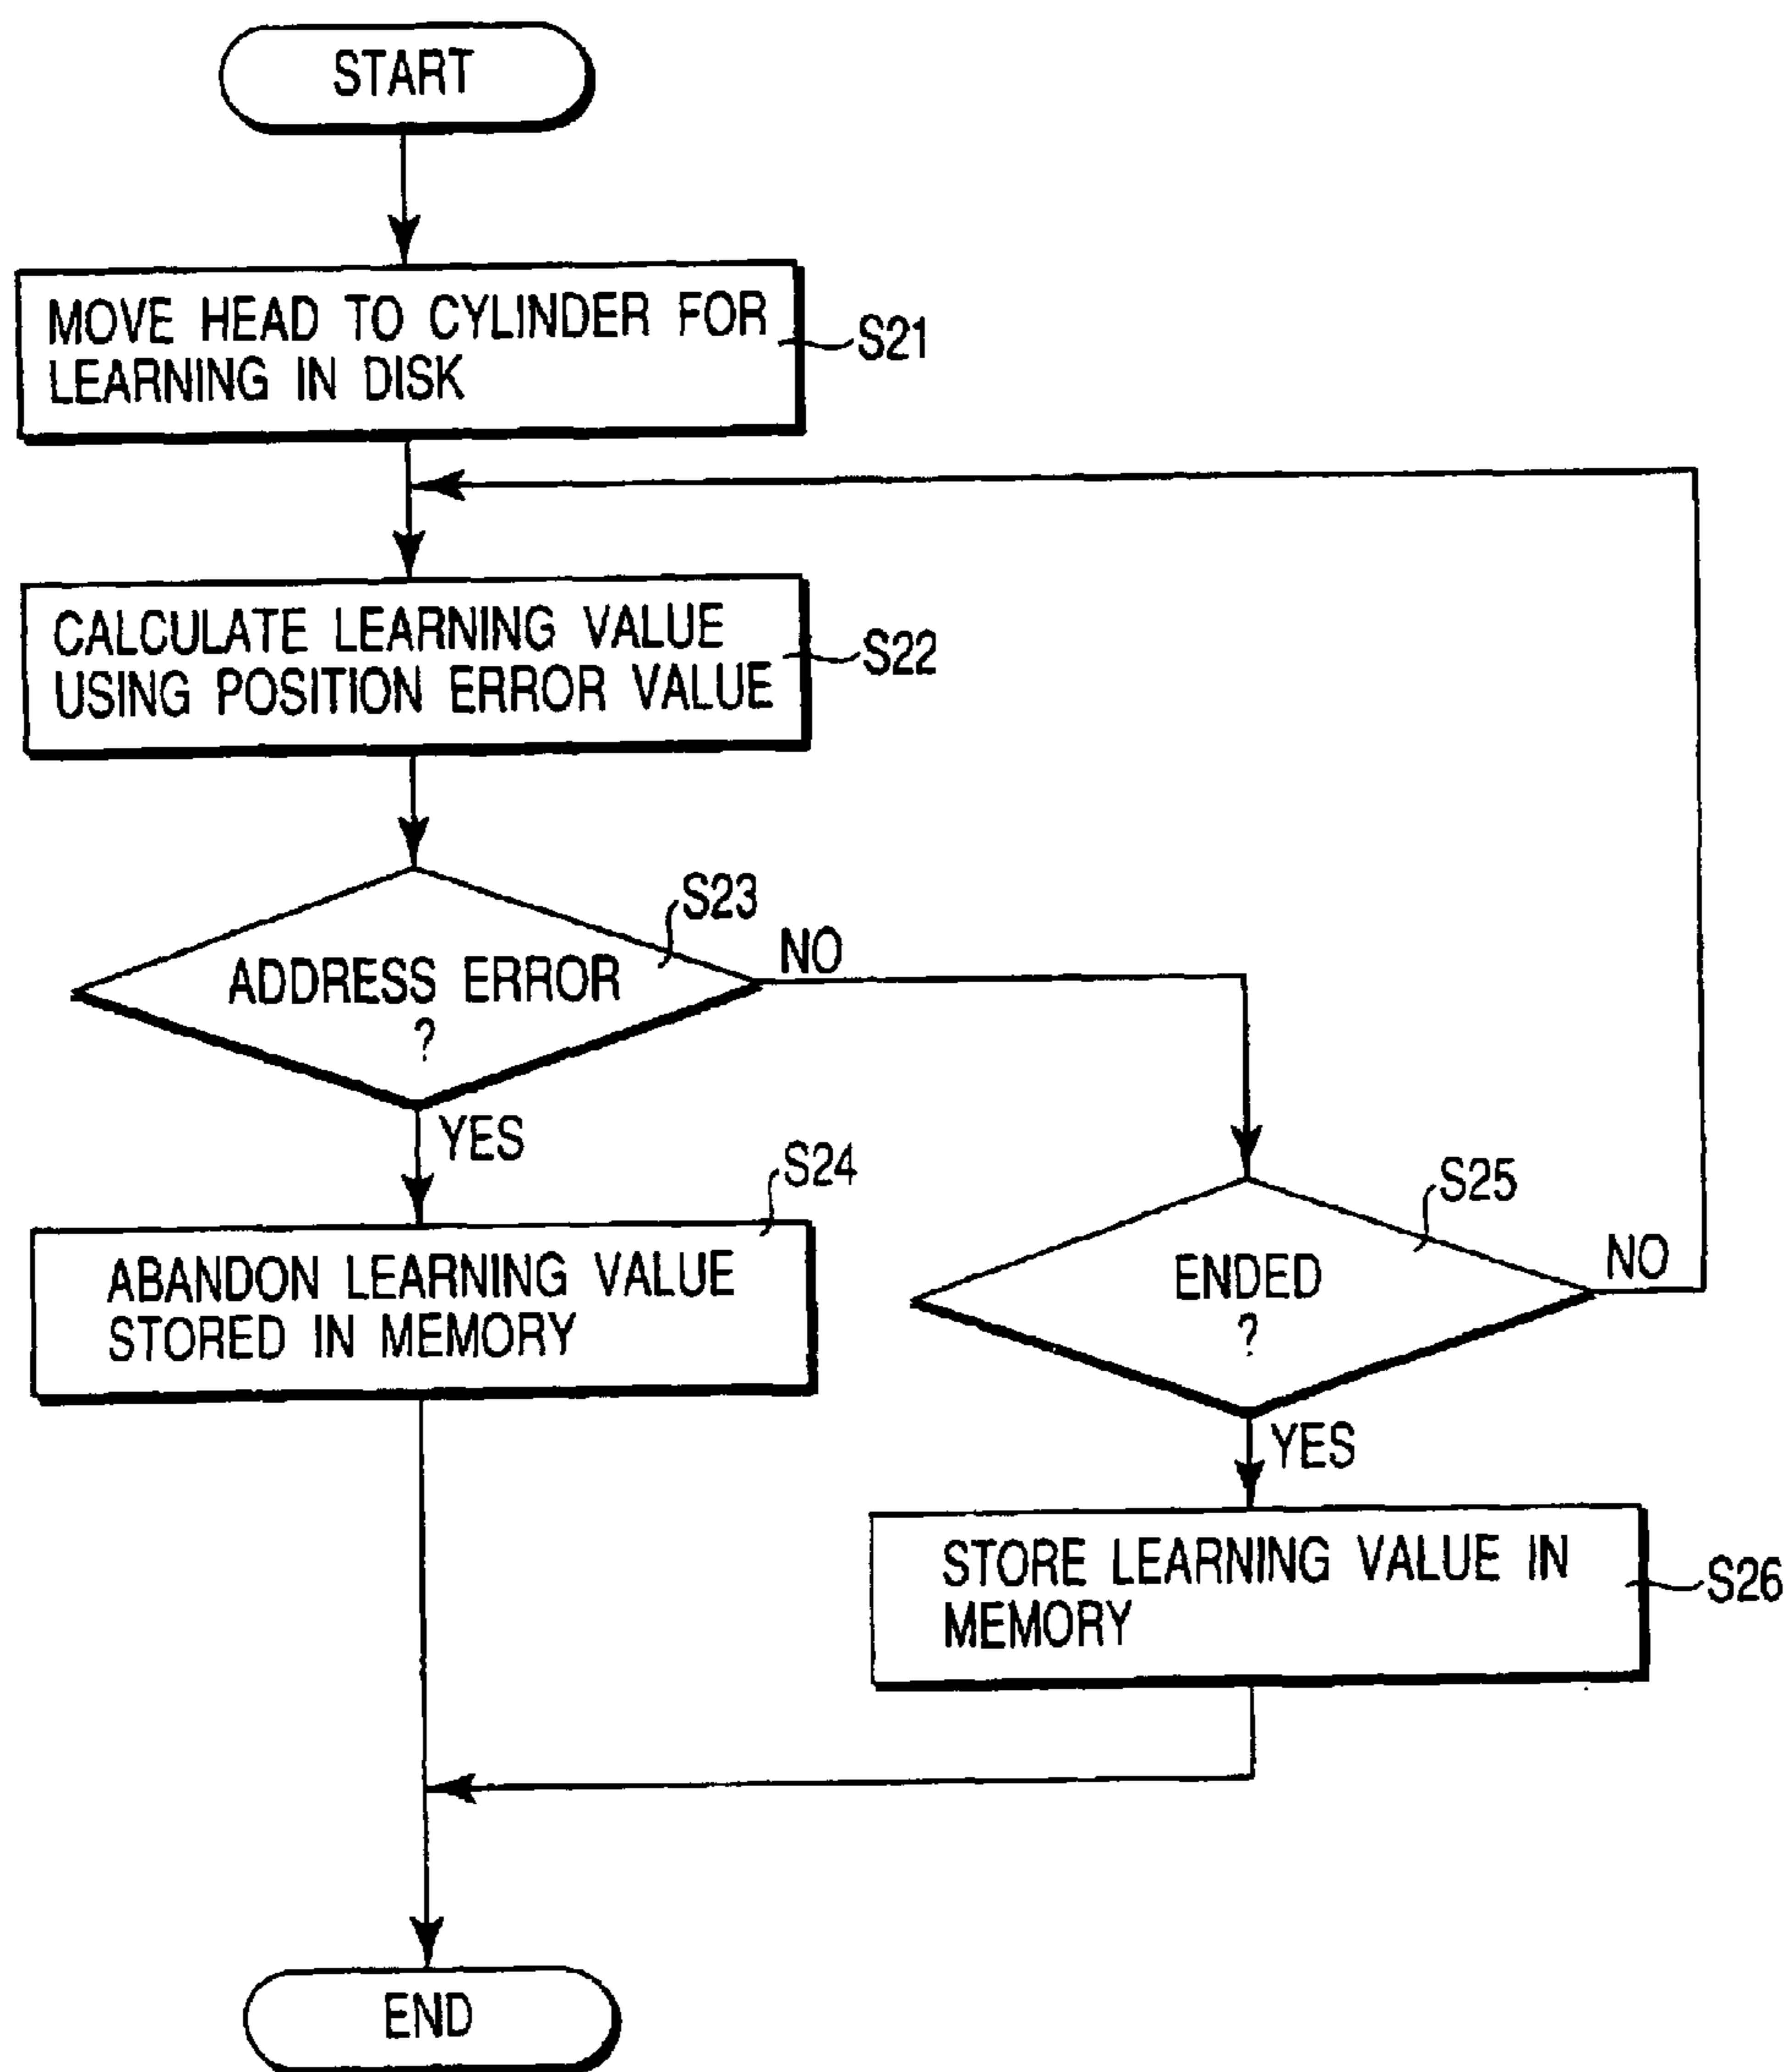 START
MOVE HEAD TO CYLINDER FOR
LEARNING IN DISK
S21
CALCULATE LEARNING VALUE
USING POSITION ERROR VALUE
S22
S23
ADDRESS ERROR
?
NO
YES
S24
ABANDON LEARNING VALUE
STORED IN MEMORY
S25
ENDED
?
NO
YES
STORE LEARNING VALUE IN
MEMORY
S26
END